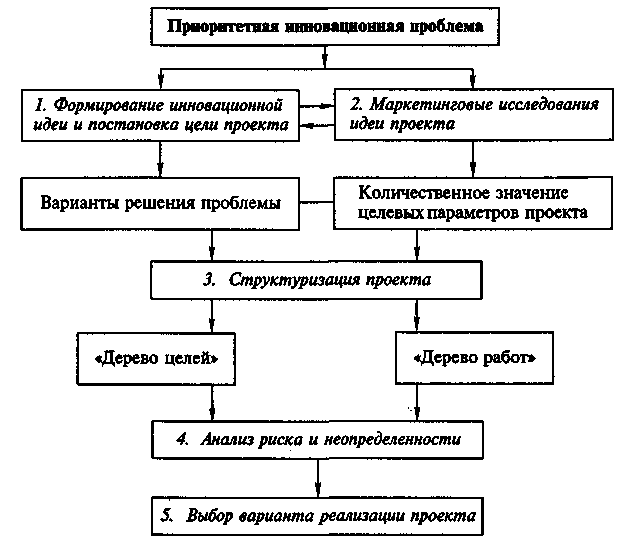 Приоритетная инновационная проблема
1. Формирование инновационной
идеи и постановка цели проекта
2. Маркетинговые исследования
идеи проекта
Варианты решения проблемы
Количественное значение
целевых параметров проекта
3. Структуризация проекта
«Дерево целей»
«Дерево работ»
4. Анализ риска и неопределенности
5. Выбор варианта реализации проекта